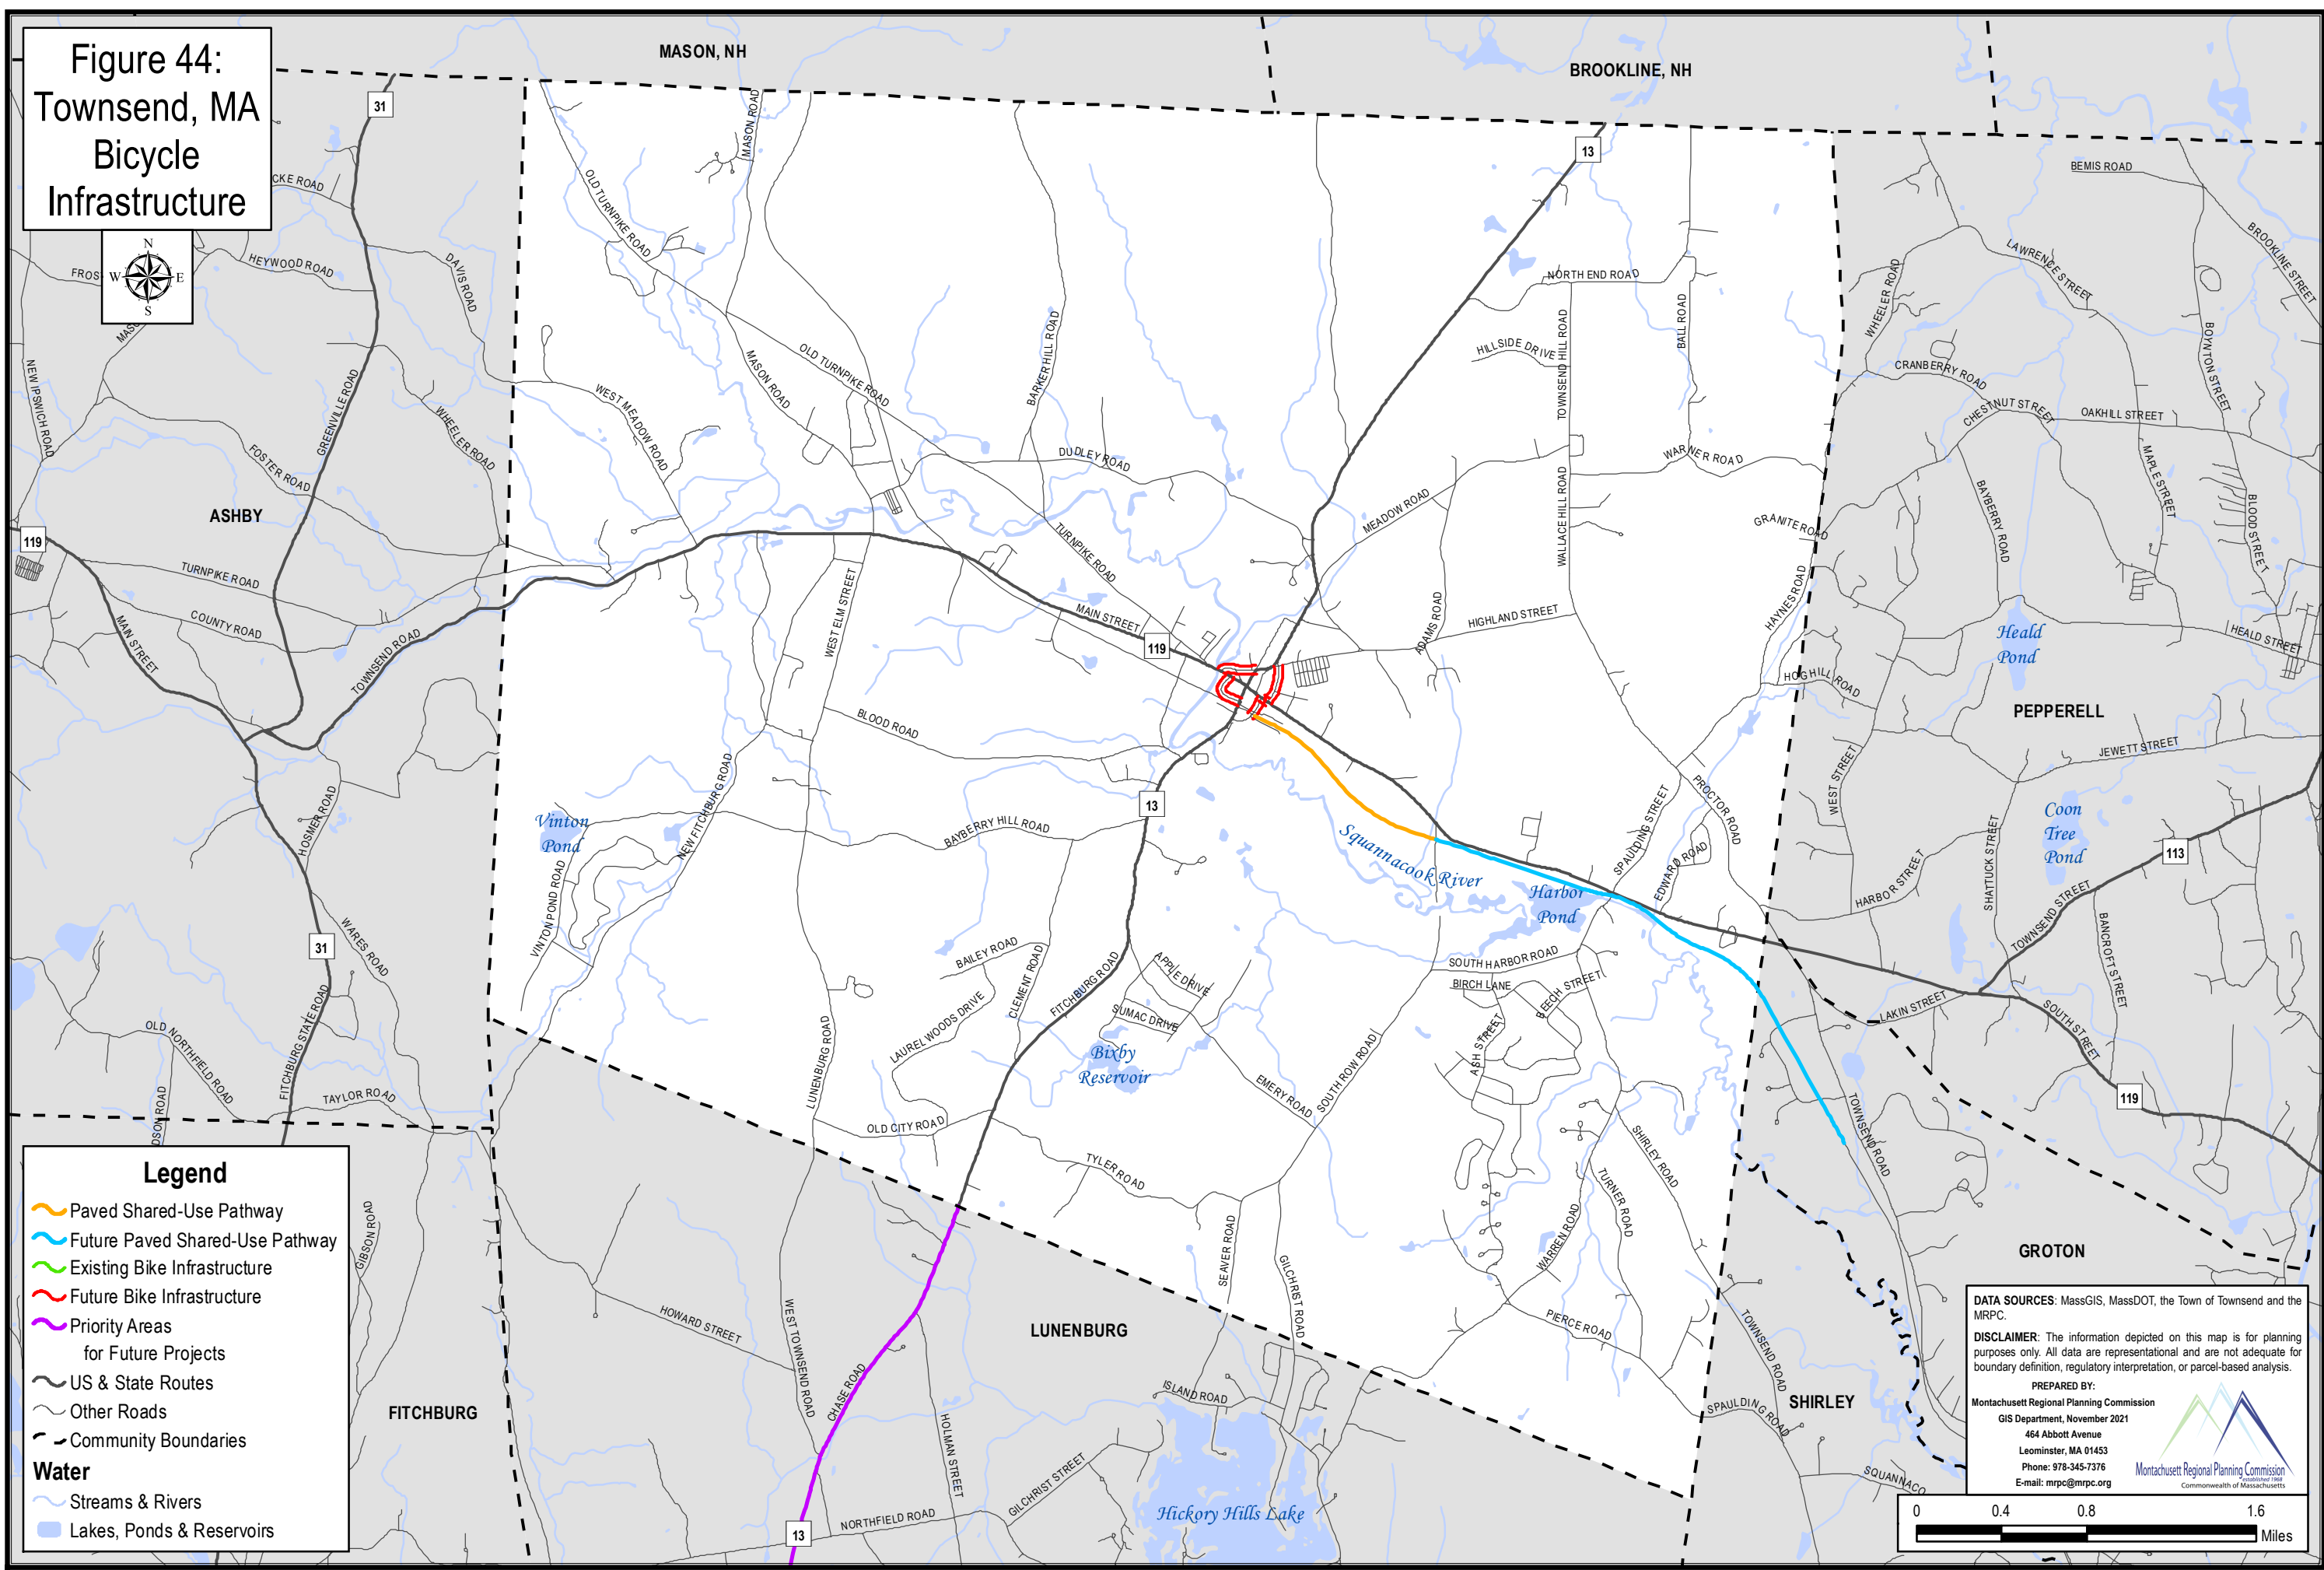 Figure 44:
Townsend, MA
Bicycle
Infrastructure
N
W
E
S
MASON, NH
BROOKLINE, NH
31
13
BEMIS ROAD
BROOKLINE STREET
LAWRENCE STREET
WHEELER ROAD
BOYNTON STREET
CRANBERRY ROAD
CHESTNUT STREET
OAKHILL STREET
MAPLE STREET
BAYBERRY ROAD
BLOOD STREET
HEYWOOD ROAD
DAVIS ROAD
NEW IPSWICH ROAD
GREENVILLE ROAD
WHEELER ROAD
FOSTER ROAD
ASHBY
119
TURNPIKE ROAD
COUNTY ROAD
MAIN STREET
TOWNSEND ROAD
MASON ROAD
OLD TURNPIKE ROAD
MASON ROAD
OLD TURNPIKE ROAD
BARKER HILL ROAD
WEST MEADOW ROAD
DUDLEY ROAD
NORTH END ROAD
HILLSIDE DRIVE
TOWNSEND HILL ROAD
BALL ROAD
WARNER ROAD
MEADOW ROAD
WALLACE HILL ROAD
GRANITE ROAD
TURNPIKE ROAD
MAIN STREET
119
WEST ELM STREET
ADAMS ROAD
HIGHLAND STREET
HAYNES ROAD
HOGHILL ROAD
Heald
Pond
HEALD STREET
PEPPERELL
JEWETT STREET
WEST STREET
Coon
Tree
Pond
113
SHATTUCK STREET
HARBOR STREET
TOWNSEND STREET
BANCROFT STREET
LAKIN STREET
SOUTH STREET
119
BLOOD ROAD
NEW FITCHBURG ROAD
Vinton
Pond
VINTON POND ROAD
BAYBERRY HILL ROAD
13
Squannacook River
Harbor
Pond
SPAULDING STREET
PROCTOR ROAD
EDWARD ROAD
HOSMER ROAD
31
WARES ROAD
FITCHBURG STATE ROAD
OLD NORTHFIELD ROAD
TAYLOR ROAD
BAILEY ROAD
CLEMENT ROAD
LAUREL WOODS DRIVE
FITCHBURG ROAD
APPLE DRIVE
SUMAC DRIVE
Bixby
Reservoir
EMERY ROAD
SOUTH ROW ROAD
SOUTH HARBOR ROAD
BIRCH LANE
BEECH STREET
ASH STREET
LUNENBURG ROAD
OLD CITY ROAD
TYLER ROAD
SEAVER ROAD
GILCHRIST ROAD
SHIRLEY ROAD
TURNER ROAD
WARREN ROAD
PIERCE ROAD
TOWNSEND ROAD
TOWNSEND ROAD
GROTON
SHIRLEY
SPAULDING ROAD
SQUANNACO
GIBSON ROAD
HOWARD STREET
WEST TOWNSEND ROAD
CHASE ROAD
HOLMAN STREET
LUNENBURG
FITCHBURG
ISLAND ROAD
GILCHRIST STREET
NORTHFIELD ROAD
13
Hickory Hills Lake
Legend
Paved Shared-Use Pathway
Future Paved Shared-Use Pathway
Existing Bike Infrastructure
Future Bike Infrastructure
Priority Areas
for Future Projects
US & State Routes
Other Roads
Community Boundaries
Water
Streams & Rivers
Lakes, Ponds & Reservoirs
DATA SOURCES: MassGIS, MassDOT, the Town of Townsend and the
MRPC.
DISCLAIMER: The information depicted on this map is for planning
purposes only. All data are representational and are not adequate for
boundary definition, regulatory interpretation, or parcel-based analysis.
PREPARED BY:
Montachusett Regional Planning Commission
GIS Department, November 2021
464 Abbott Avenue
Leominster, MA 01453
Phone: 978-345-7376
E-mail: mrpc@mrpc.org
Montachusett Regional Planning Commission
established 1968
Commonwealth of Massachusetts
0 0.4 0.8 1.6
Miles